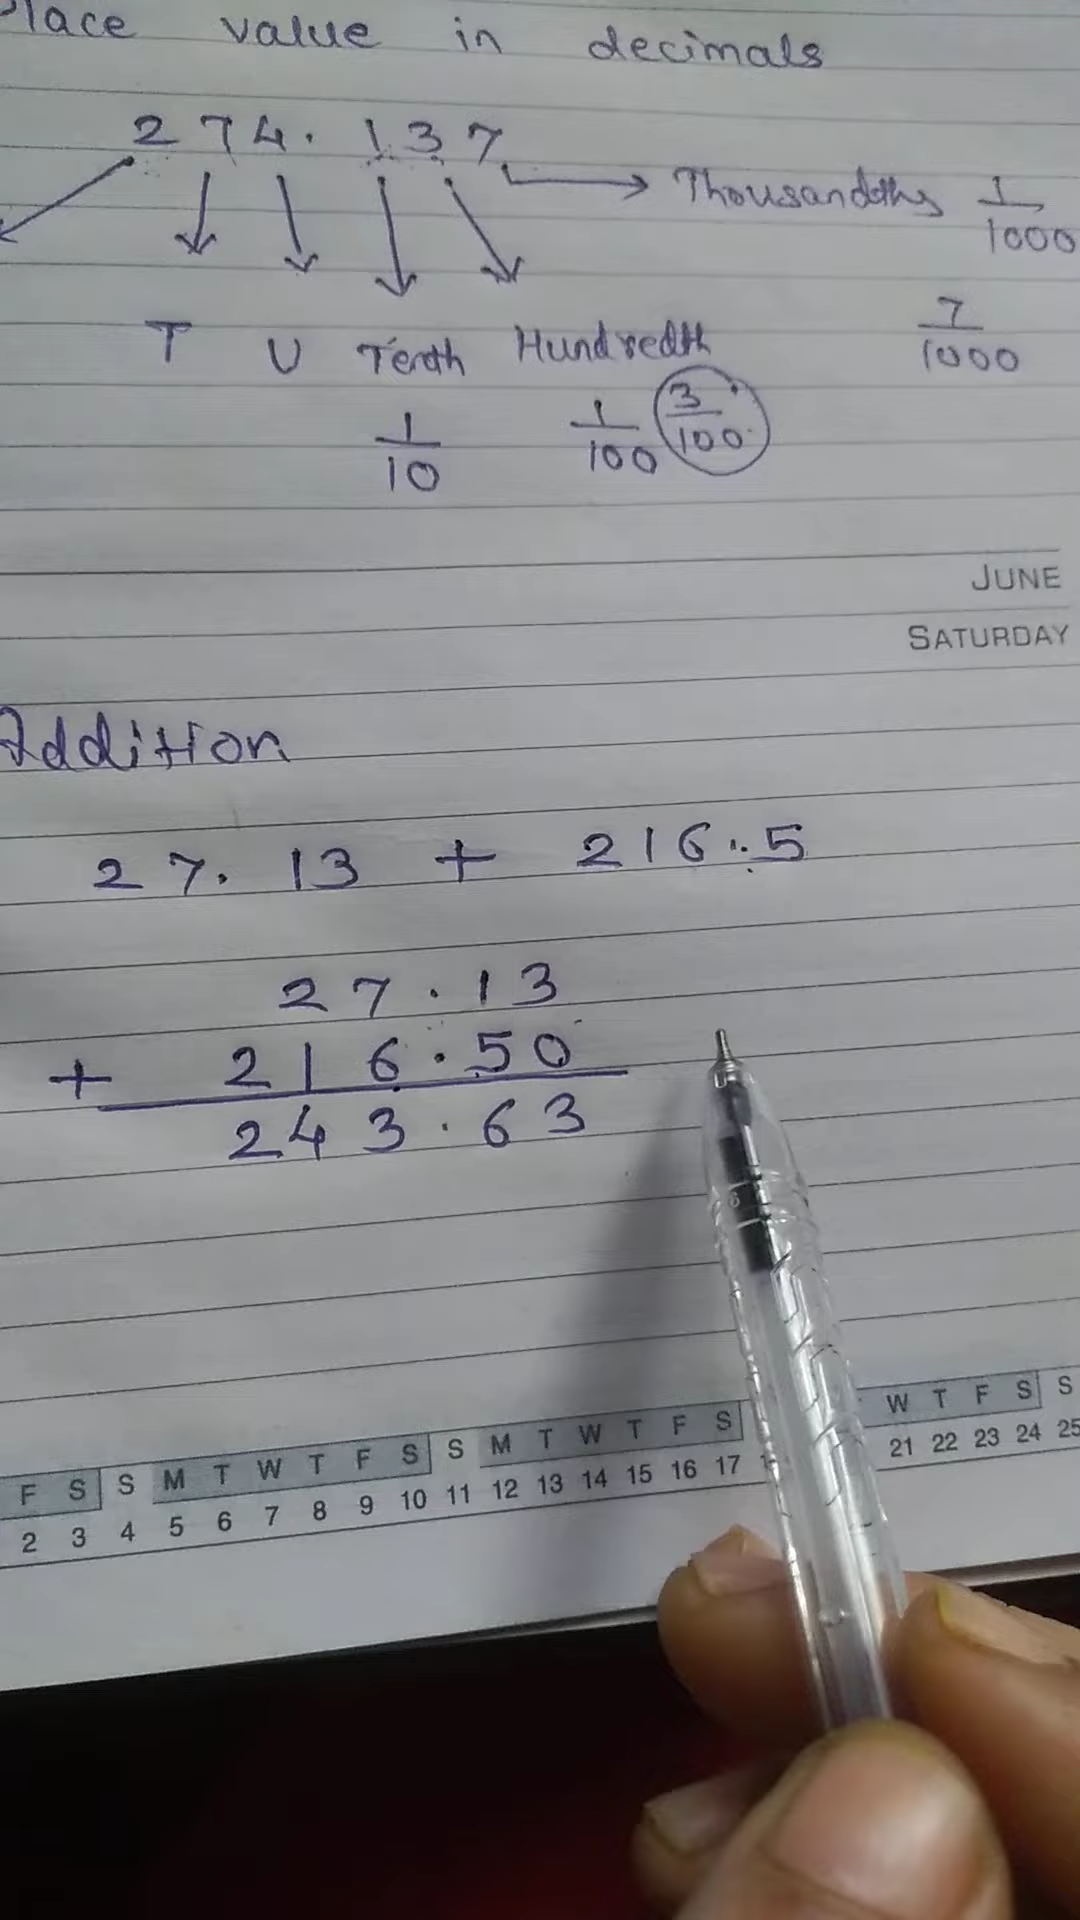 Place value in decimals
274.137
Thousandths 1/1000
T U Tenth Hundredth 7/1000
1/10 1/100 3/100
JUNE
SATURDAY
Addition
27.13 + 216.5
27.13
+ 216.50
243.63
F S S M T W T F S S M T W T F S W T F S S
2 3 4 5 6 7 8 9 10 11 12 13 14 15 16 17 21 22 23 24 25